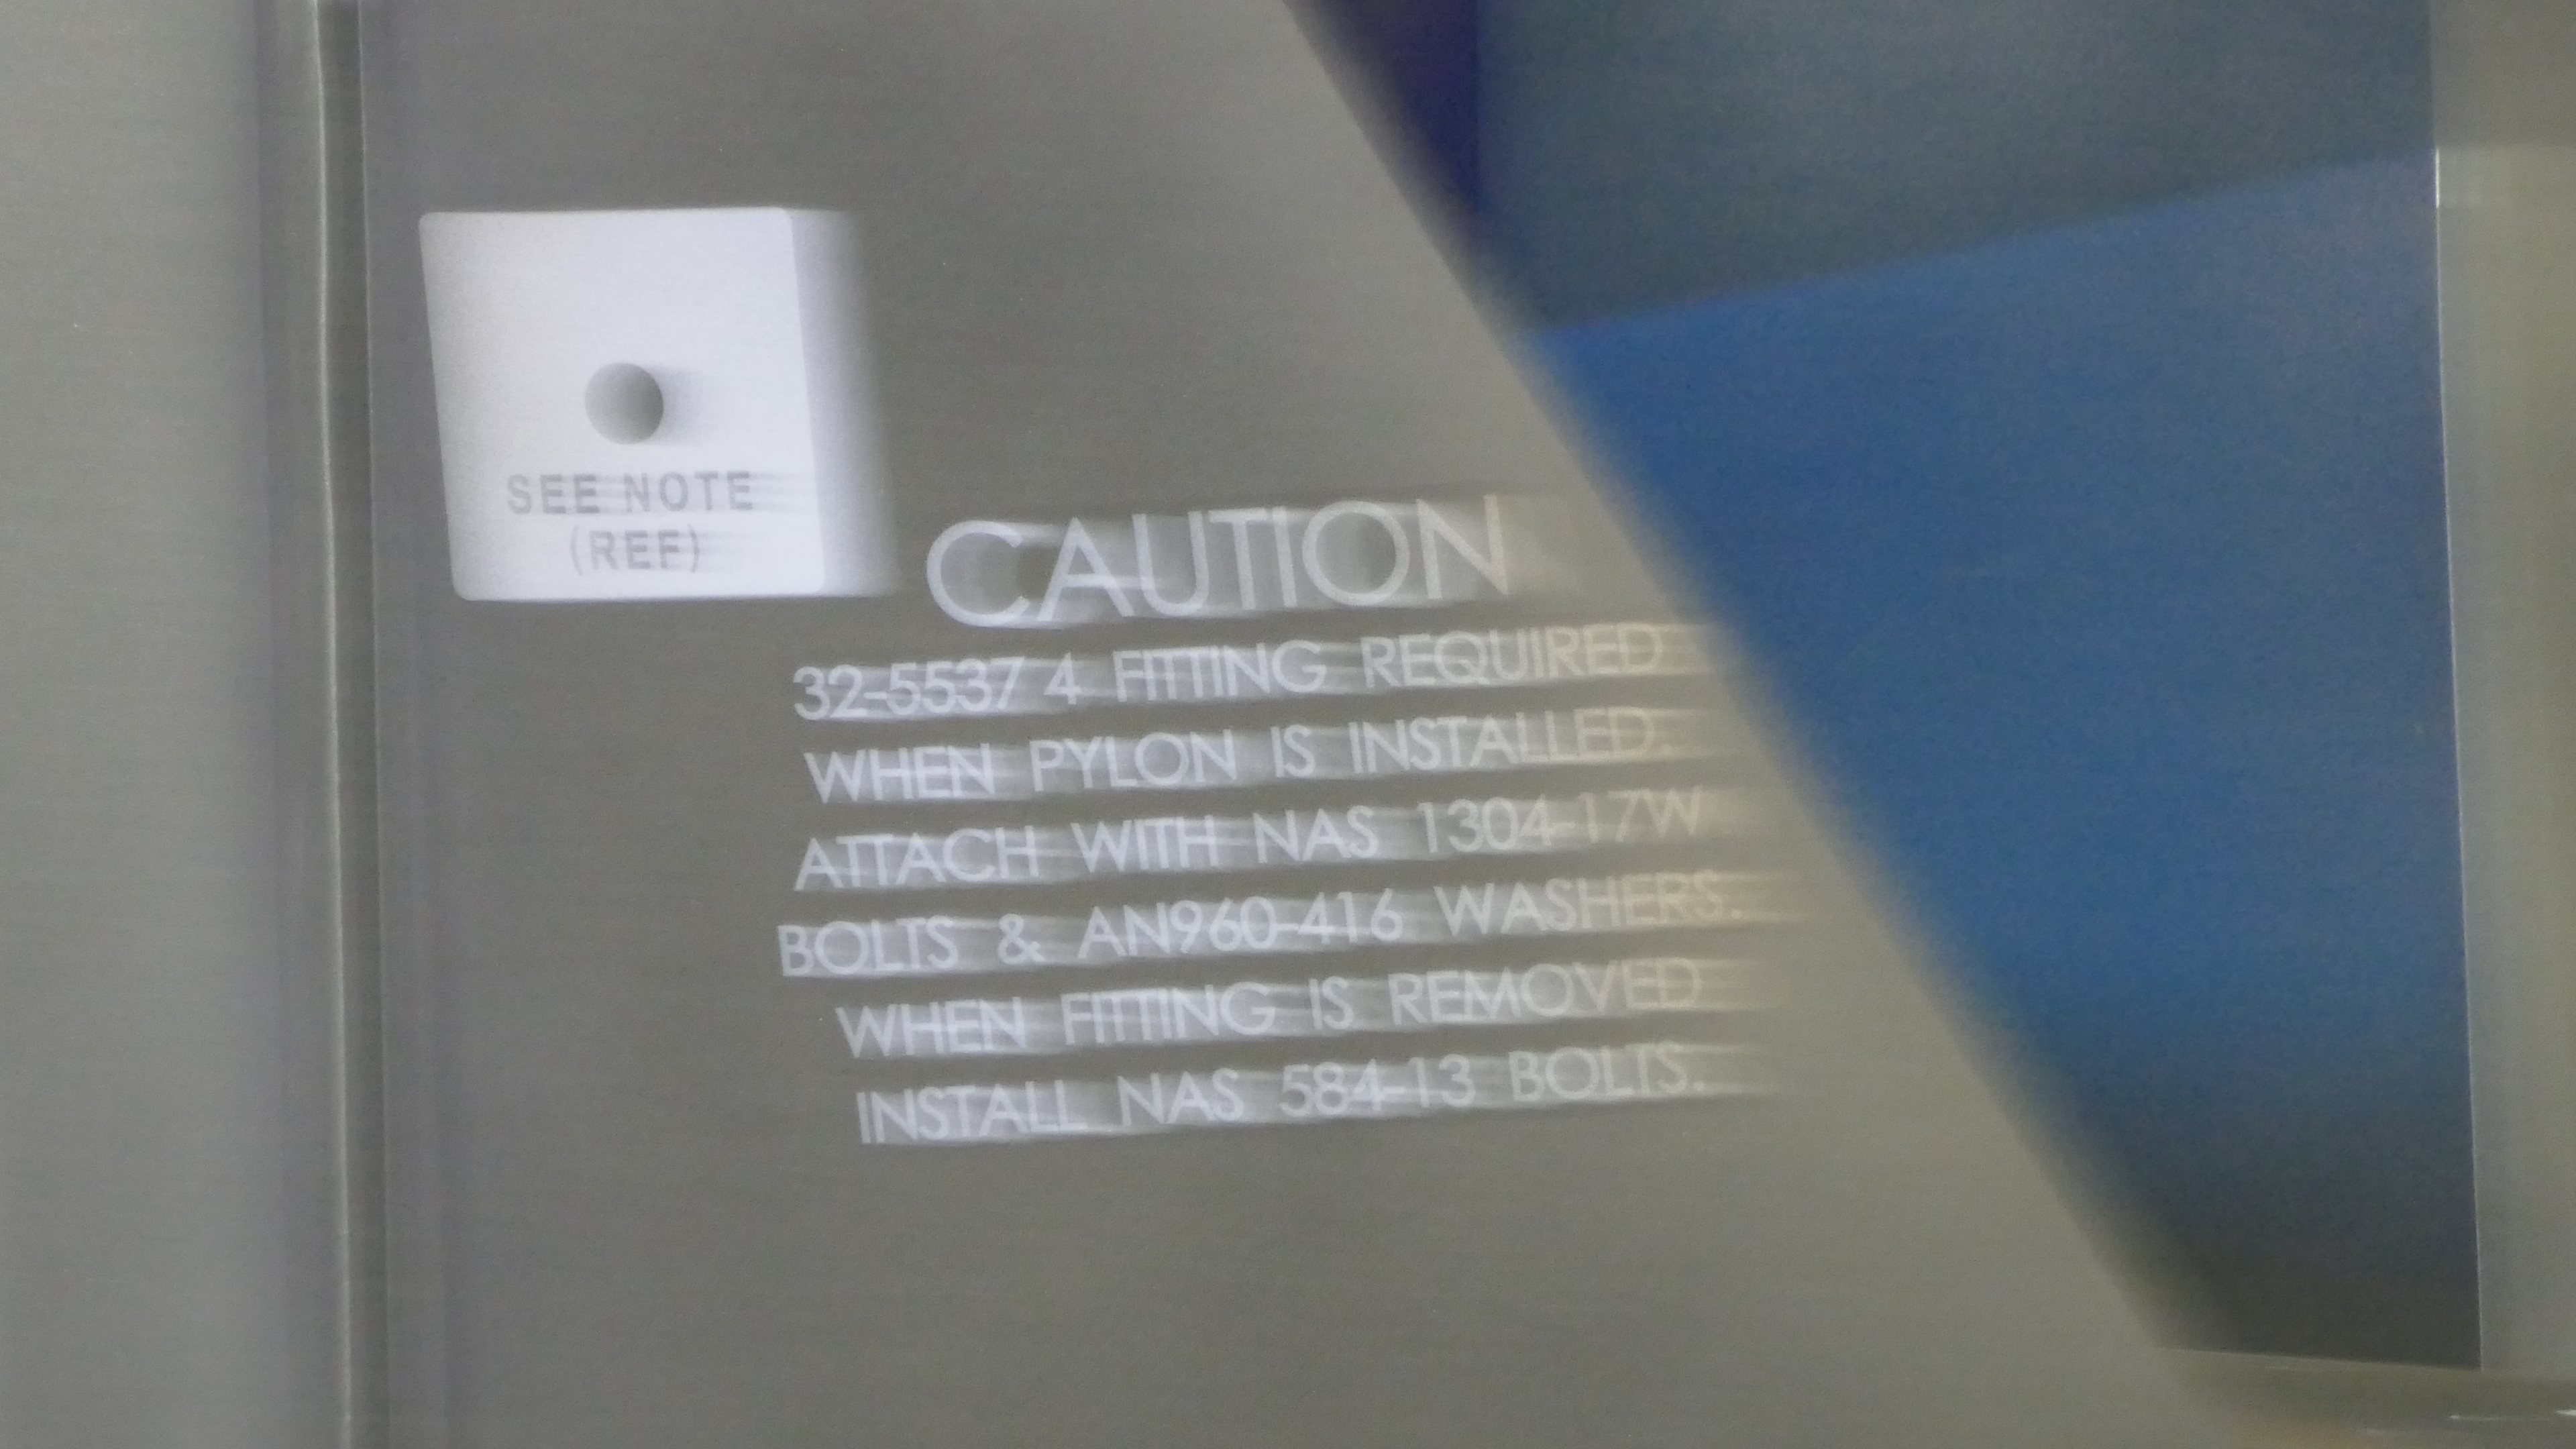 SEE NOTE
(REF)
CAUTION
32-5537 4 FITTING REQUIRED
WHEN PYLON IS INSTALLED.
ATTACH WITH NAS 1304-17W
BOLTS & AN960-416 WASHERS.
WHEN FITTING IS REMOVED
INSTALL NAS 584-13 BOLTS.